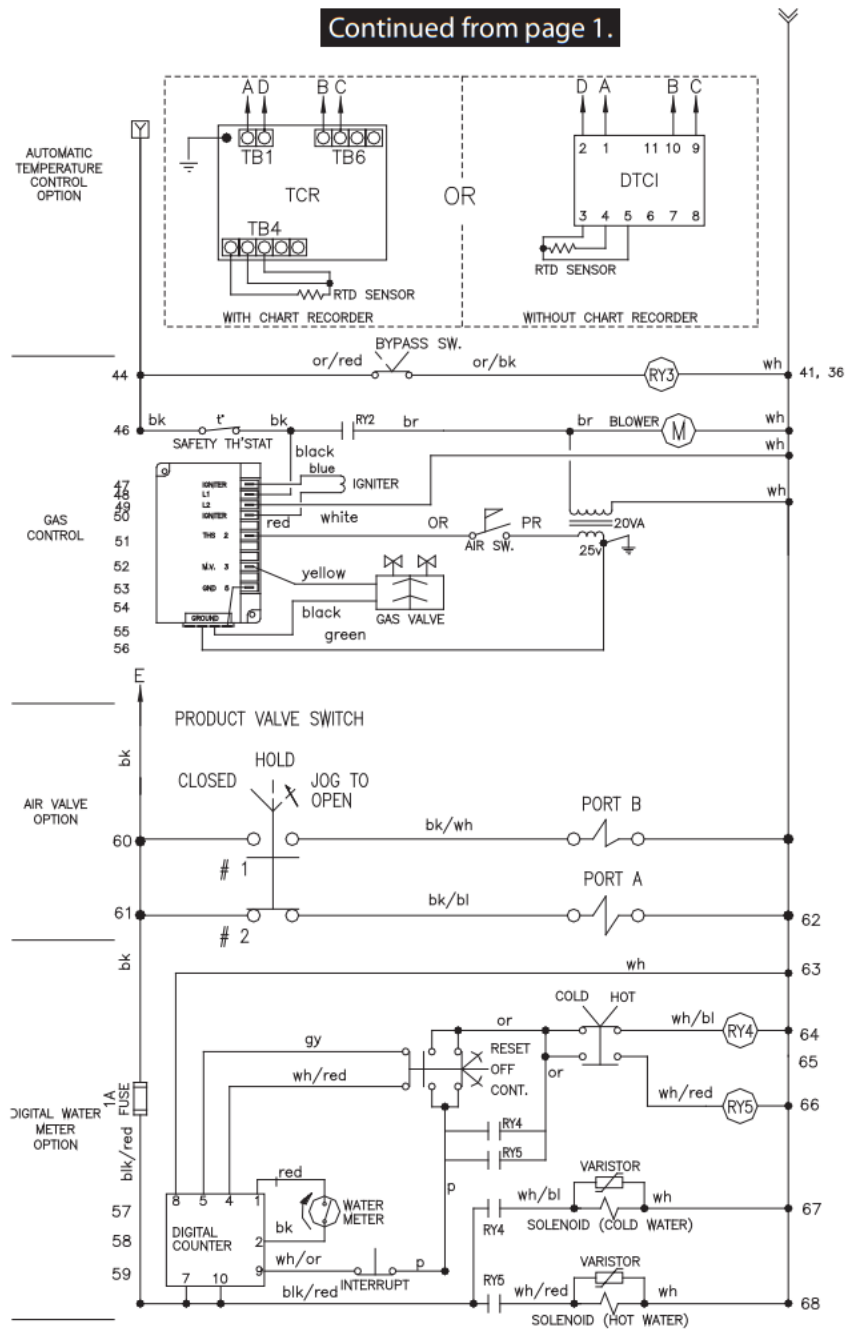 Continued from page 1.
A D B C
D A B C
Y
AUTOMATIC
TEMPERATURE
CONTROL
OPTION
TB1 TB6
TCR
TB4
RTD SENSOR
WITH CHART RECORDER
OR
2 1 11 10 9
DTCI
3 4 5 6 7 8
RTD SENSOR
WITHOUT CHART RECORDER
BYPASS SW.
44 or/red or/bk RY3 wh 41, 36
46 bk t° bk RY2 br br BLOWER M wh
SAFETY TH'STAT
black
wh
GAS
CONTROL
47 IGNITER blue IGNITER
48 L1
49 L2 wh
50 IGNITER red white
51 THS 2 OR AIR SW. PR 20VA
25v
52 M.V. 3 yellow
53 GND 5
54 black GAS VALVE
55 GROUND
56 green
E
PRODUCT VALVE SWITCH
bk
HOLD
CLOSED JOG TO
OPEN
AIR VALVE
OPTION
PORT B
60 bk/wh
# 1
PORT A
61 bk/bl 62
# 2
bk wh 63
COLD HOT
or wh/bl RY4 64
gy RESET 65
OFF
wh/red CONT. or
wh/red RY5 66
1A
FUSE
DIGITAL WATER
METER
OPTION
RY4
RY5
blk/red
p
red
8 5 4 1 WATER
METER
VARISTOR
57 wh/bl wh 67
DIGITAL
COUNTER
bk
2 RY4 SOLENOID (COLD WATER)
58
wh/or p
59 9 INTERRUPT
VARISTOR
7 10 blk/red RY5 wh/red wh 68
SOLENOID (HOT WATER)